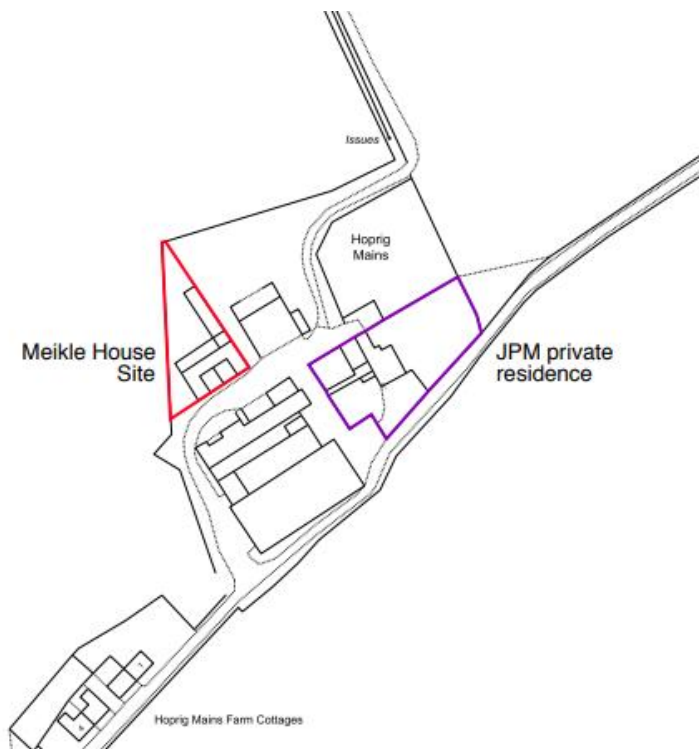 Issues
Hoprig
Mains
Meikle House
Site
JPM private
residence
Hoprig Mains Farm Cottages